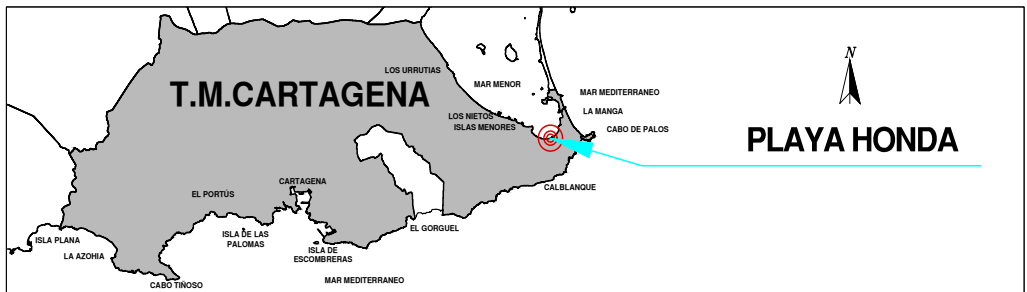 N
LOS URRUTIAS
MAR MENOR
T.M.CARTAGENA
MAR MEDITERRANEO
LA MANGA
LOS NIETOS
ISLAS MENORES
CABO DE PALOS
PLAYA HONDA
CARTAGENA
CALBLANQUE
EL PORTÚS
EL GORGUEL
ISLA PLANA
LA AZOHIA
ISLA DE LAS
PALOMAS
ISLA DE
ESCOMBRERAS
CABO TIÑOSO
MAR MEDITERRANEO